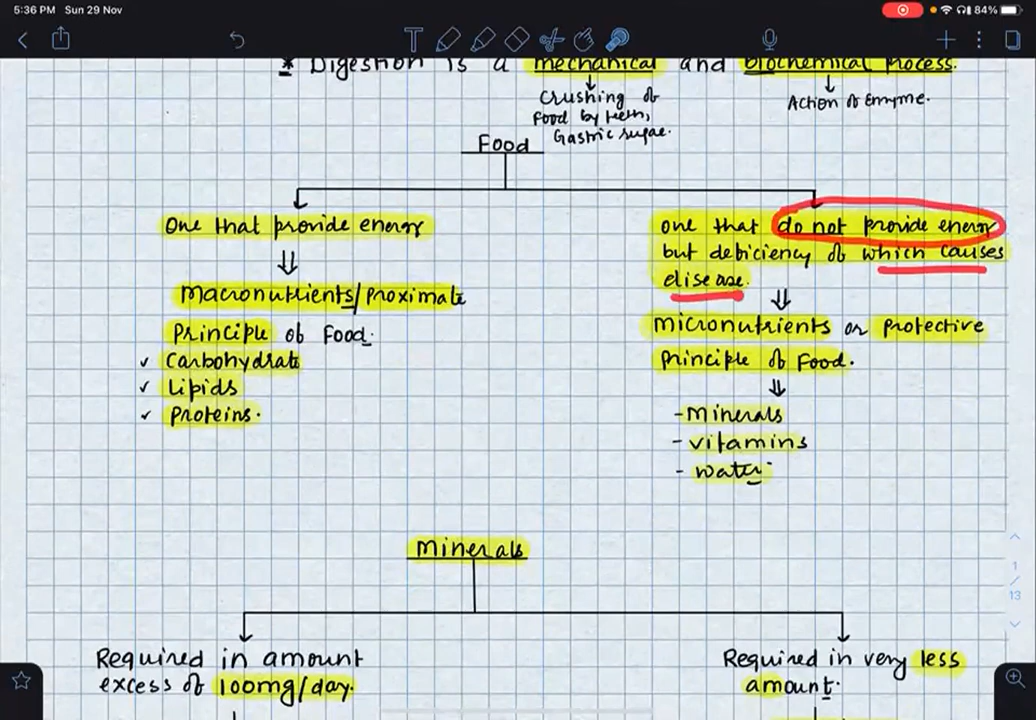 5:36 PM Sun 29 Nov
84%
* Digestion is a mechanical and biochemical process.
Crushing of
Food by teeth,
Gastric sugae.
Action of Enzyme.
Food
One that provide energy
Macronutrients/proximate
Principle of Food.
✓ Carbohydrate
✓ Lipids
✓ Proteins.
one that do not provide energy
but deficiency of which causes
disease.
Micronutrients or protective
principle of Food.
- Minerals
- vitamins
- water
Minerals
Required in amount
excess of 100mg/day.
Required in very less
amount.
1
/
13